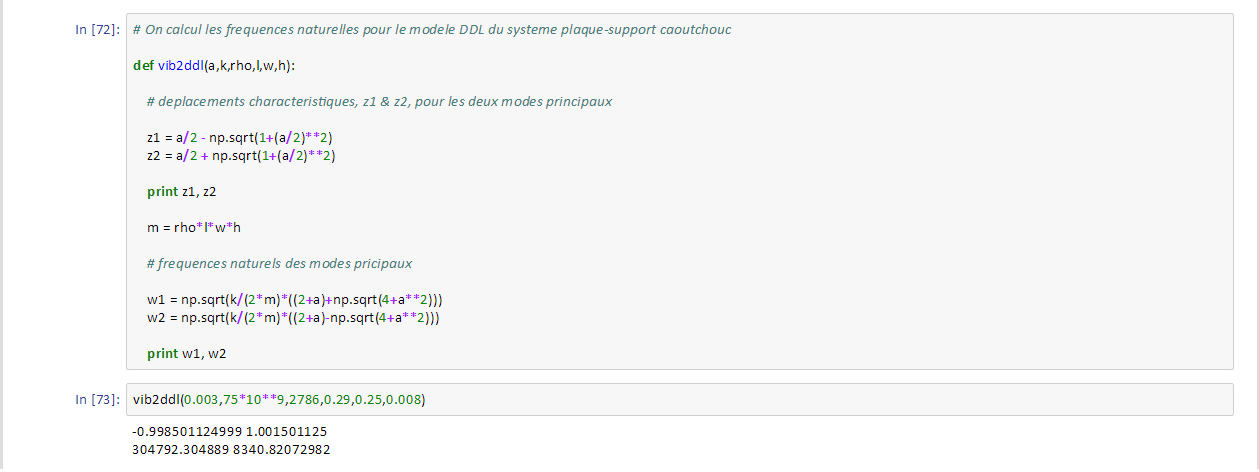 In [72]: # On calcul les frequences naturelles pour le modele DDL du systeme plaque-support caoutchouc
def vib2ddl(a,k,rho,l,w,h):
# deplacements characteristiques, z1 & z2, pour les deux modes principaux
z1 = a/2 - np.sqrt(1+(a/2)**2)
z2 = a/2 + np.sqrt(1+(a/2)**2)
print z1, z2
m = rho*l*w*h
# frequences naturels des modes pricipaux
w1 = np.sqrt(k/(2*m)*((2+a)+np.sqrt(4+a**2)))
w2 = np.sqrt(k/(2*m)*((2+a)-np.sqrt(4+a**2)))
print w1, w2
In [73]: vib2ddl(0.003,75*10**9,2786,0.29,0.25,0.008)
-0.998501124999 1.001501125
304792.304889 8340.82072982